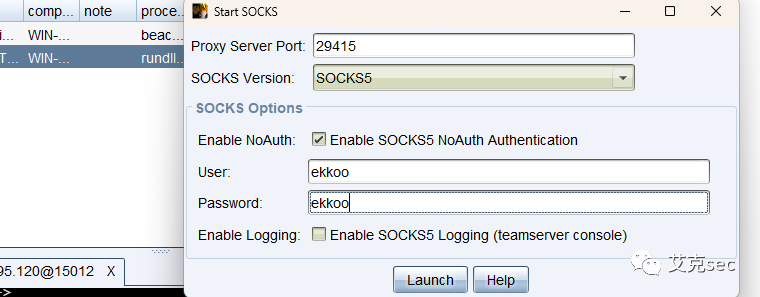 comp... note proce...
Start SOCKS
i... WIN-... beac...
T... WIN-... rundll...
Proxy Server Port: 29415
SOCKS Version: SOCKS5
SOCKS Options
Enable NoAuth: Enable SOCKS5 NoAuth Authentication
User: ekkoo
Password: ekkoo
Enable Logging: Enable SOCKS5 Logging (teamserver console)
95.120@15012 X
艾克sec
Launch Help
->